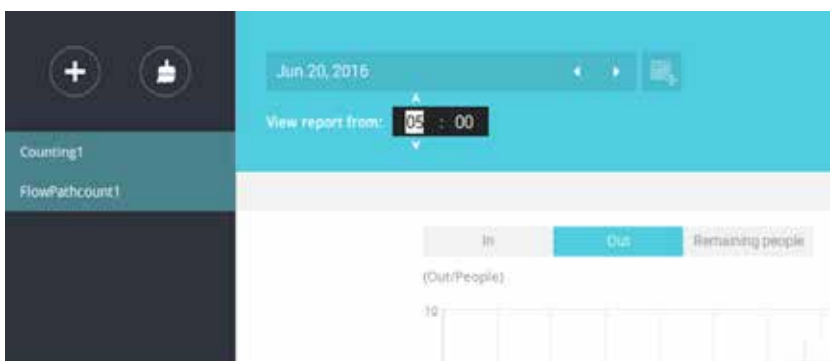 Jun 20, 2016
View report from: 05 : 00
Counting1
FlowPathcount1
In Out Remaining people
(Out/People)
10